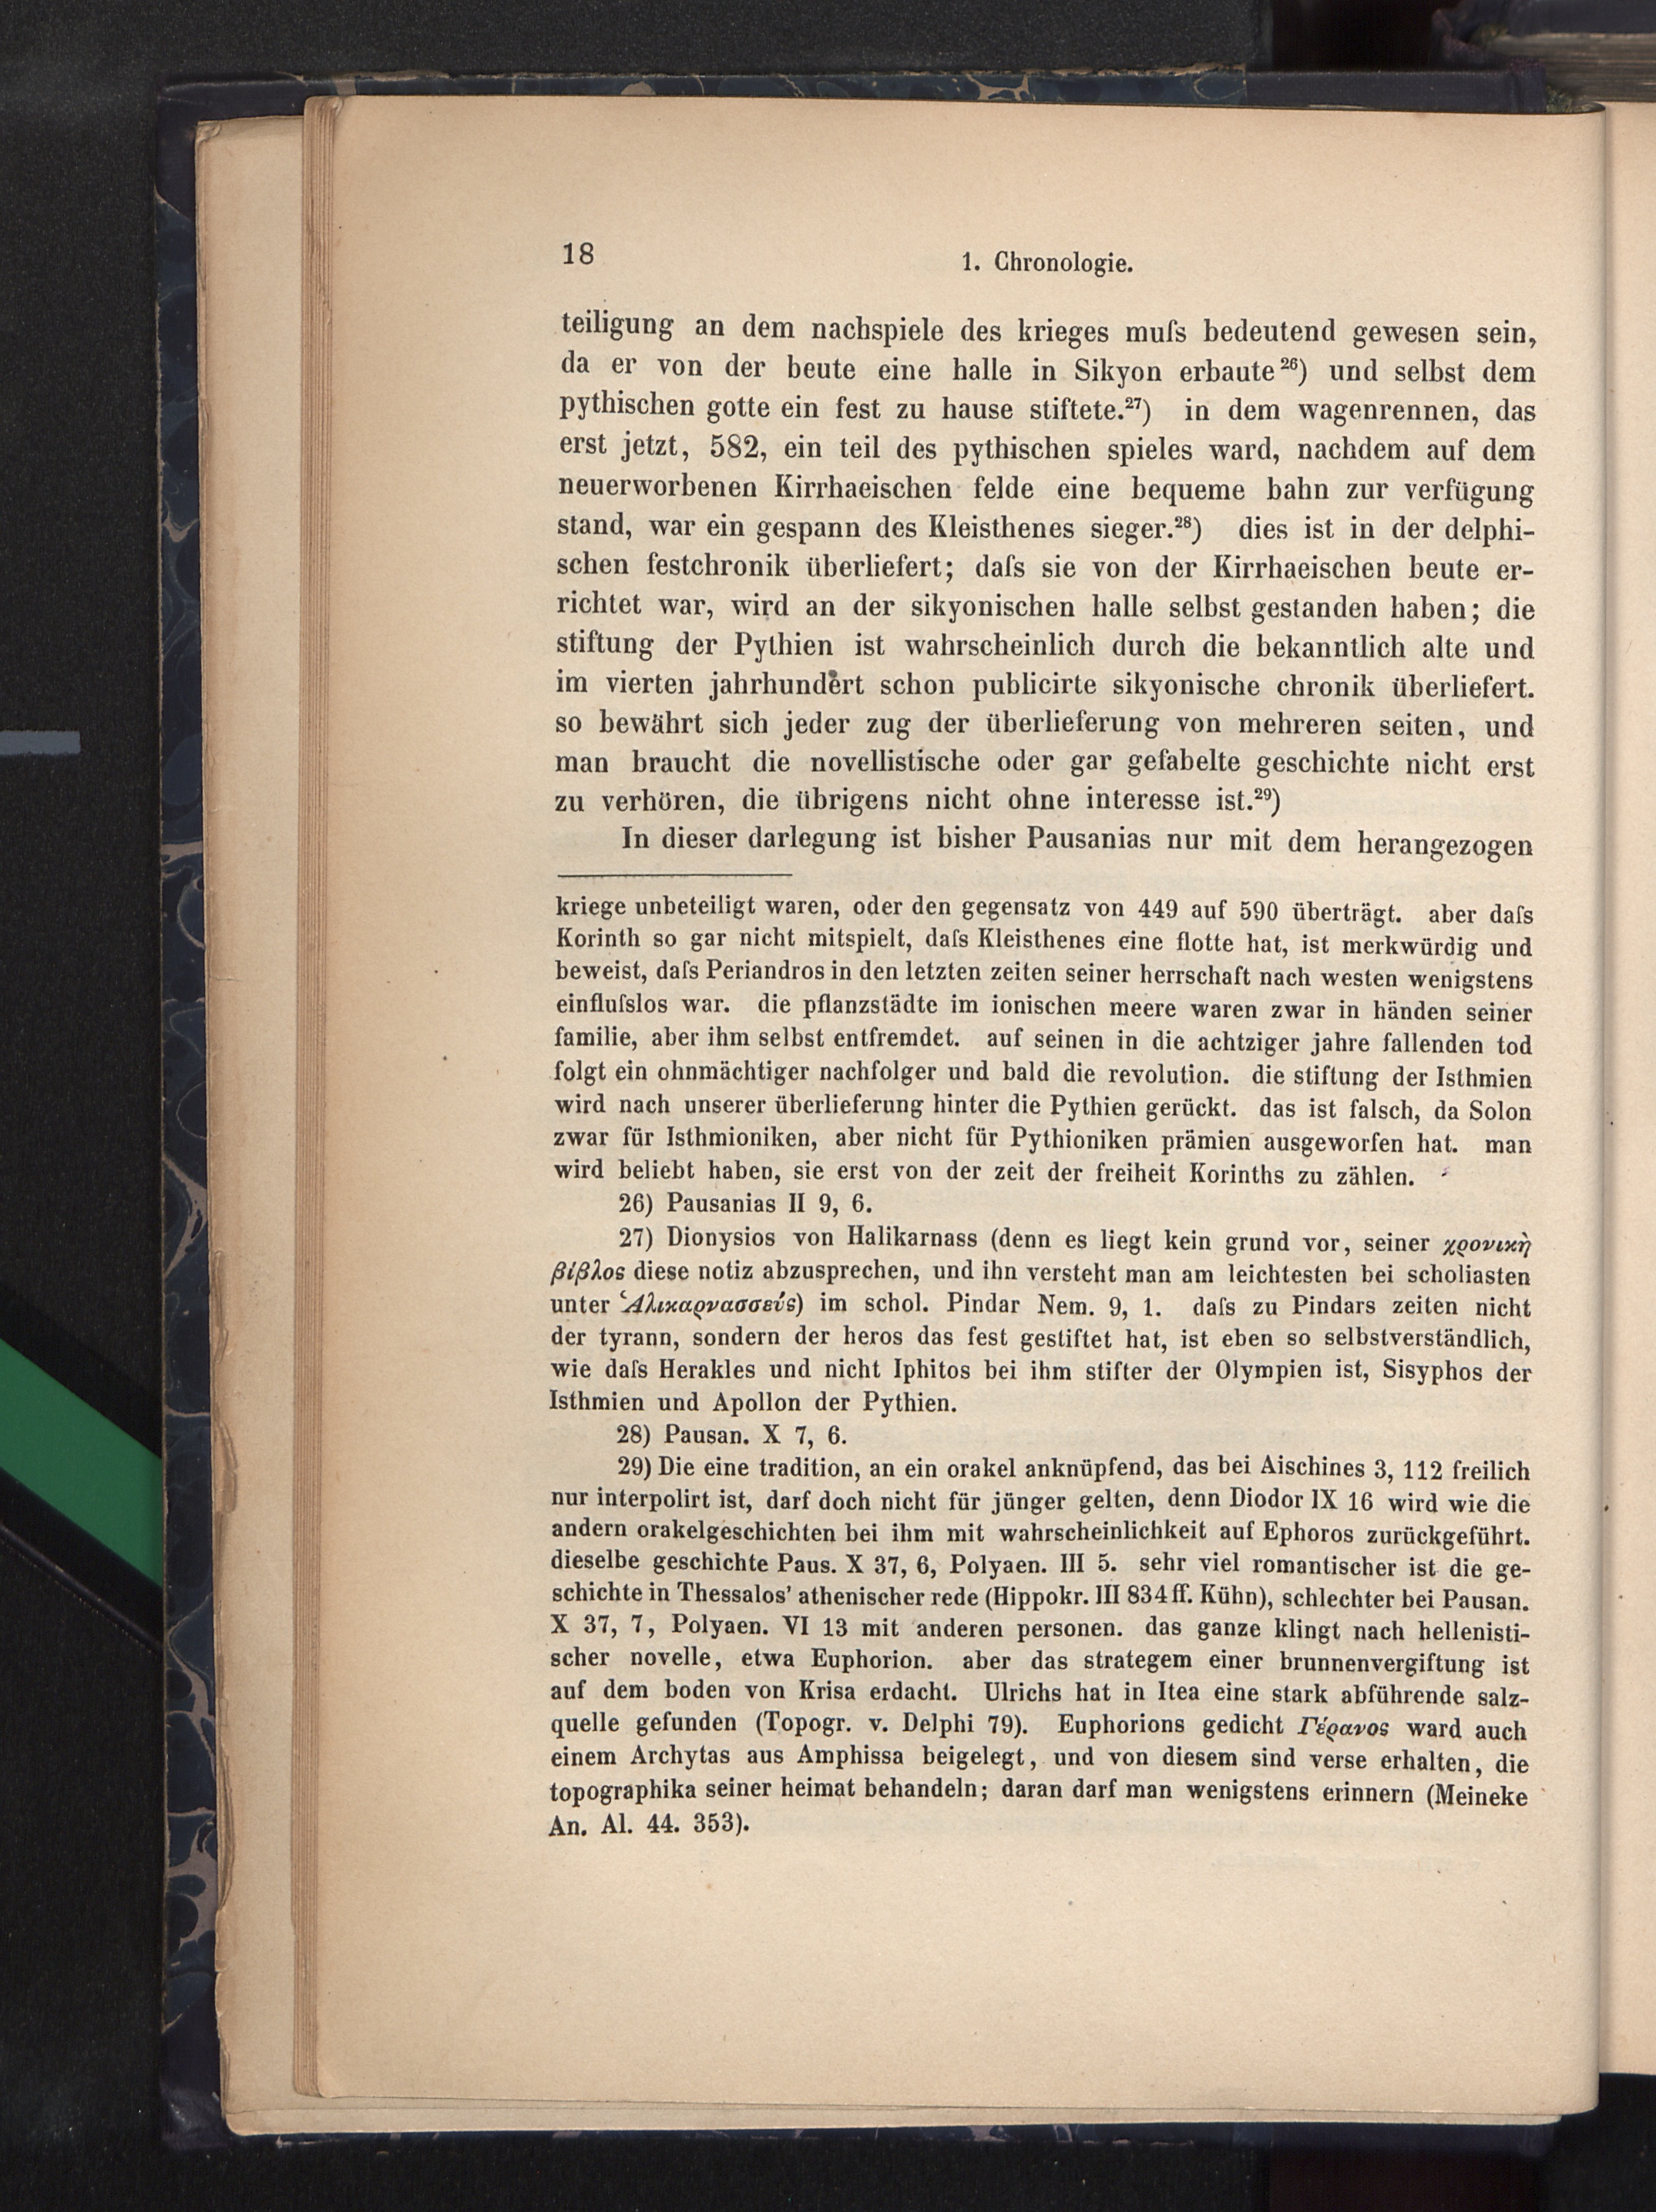 18
1. Chronologie.
teiligung an dem nachspiele des krieges muſs bedeutend gewesen sein,
da er von der beute eine halle in Sikyon erbaute²⁶) und selbst dem
pythischen gotte ein fest zu hause stiftete.²⁷) in dem wagenrennen, das
erst jetzt, 582, ein teil des pythischen spieles ward, nachdem auf dem
neuerworbenen Kirrhaeischen felde eine bequeme bahn zur verfügung
stand, war ein gespann des Kleisthenes sieger.²⁸) dies ist in der delphi-
schen festchronik überliefert; daſs sie von der Kirrhaeischen beute er-
richtet war, wird an der sikyonischen halle selbst gestanden haben; die
stiftung der Pythien ist wahrscheinlich durch die bekanntlich alte und
im vierten jahrhundert schon publicirte sikyonische chronik überliefert.
so bewährt sich jeder zug der überlieferung von mehreren seiten, und
man braucht die novellistische oder gar gefabelte geschichte nicht erst
zu verhören, die übrigens nicht ohne interesse ist.²⁹)
In dieser darlegung ist bisher Pausanias nur mit dem herangezogen
kriege unbeteiligt waren, oder den gegensatz von 449 auf 590 überträgt. aber daſs
Korinth so gar nicht mitspielt, daſs Kleisthenes eine flotte hat, ist merkwürdig und
beweist, daſs Periandros in den letzten zeiten seiner herrschaft nach westen wenigstens
einfluſslos war. die pflanzstädte im ionischen meere waren zwar in händen seiner
familie, aber ihm selbst entfremdet. auf seinen in die achtziger jahre fallenden tod
folgt ein ohnmächtiger nachfolger und bald die revolution. die stiftung der Isthmien
wird nach unserer überlieferung hinter die Pythien gerückt. das ist falsch, da Solon
zwar für Isthmioniken, aber nicht für Pythioniken prämien ausgeworfen hat. man
wird beliebt haben, sie erst von der zeit der freiheit Korinths zu zählen.
26) Pausanias II 9, 6.
27) Dionysios von Halikarnass (denn es liegt kein grund vor, seiner χρονικὴ
βίβλος diese notiz abzusprechen, und ihn versteht man am leichtesten bei scholiasten
unter Ἁλικαρνασσεύς) im schol. Pindar Nem. 9, 1. daſs zu Pindars zeiten nicht
der tyrann, sondern der heros das fest gestiftet hat, ist eben so selbstverständlich,
wie daſs Herakles und nicht Iphitos bei ihm stifter der Olympien ist, Sisyphos der
Isthmien und Apollon der Pythien.
28) Pausan. X 7, 6.
29) Die eine tradition, an ein orakel anknüpfend, das bei Aischines 3, 112 freilich
nur interpolirt ist, darf doch nicht für jünger gelten, denn Diodor IX 16 wird wie die
andern orakelgeschichten bei ihm mit wahrscheinlichkeit auf Ephoros zurückgeführt.
dieselbe geschichte Paus. X 37, 6, Polyaen. III 5. sehr viel romantischer ist die ge-
schichte in Thessalos' athenischer rede (Hippokr. III 834 ff. Kühn), schlechter bei Pausan.
X 37, 7, Polyaen. VI 13 mit anderen personen. das ganze klingt nach hellenisti-
scher novelle, etwa Euphorion. aber das strategem einer brunnenvergiftung ist
auf dem boden von Krisa erdacht. Ulrichs hat in Itea eine stark abführende salz-
quelle gefunden (Topogr. v. Delphi 79). Euphorions gedicht Γέρανος ward auch
einem Archytas aus Amphissa beigelegt, und von diesem sind verse erhalten, die
topographika seiner heimat behandeln; daran darf man wenigstens erinnern (Meineke
An. Al. 44. 353).